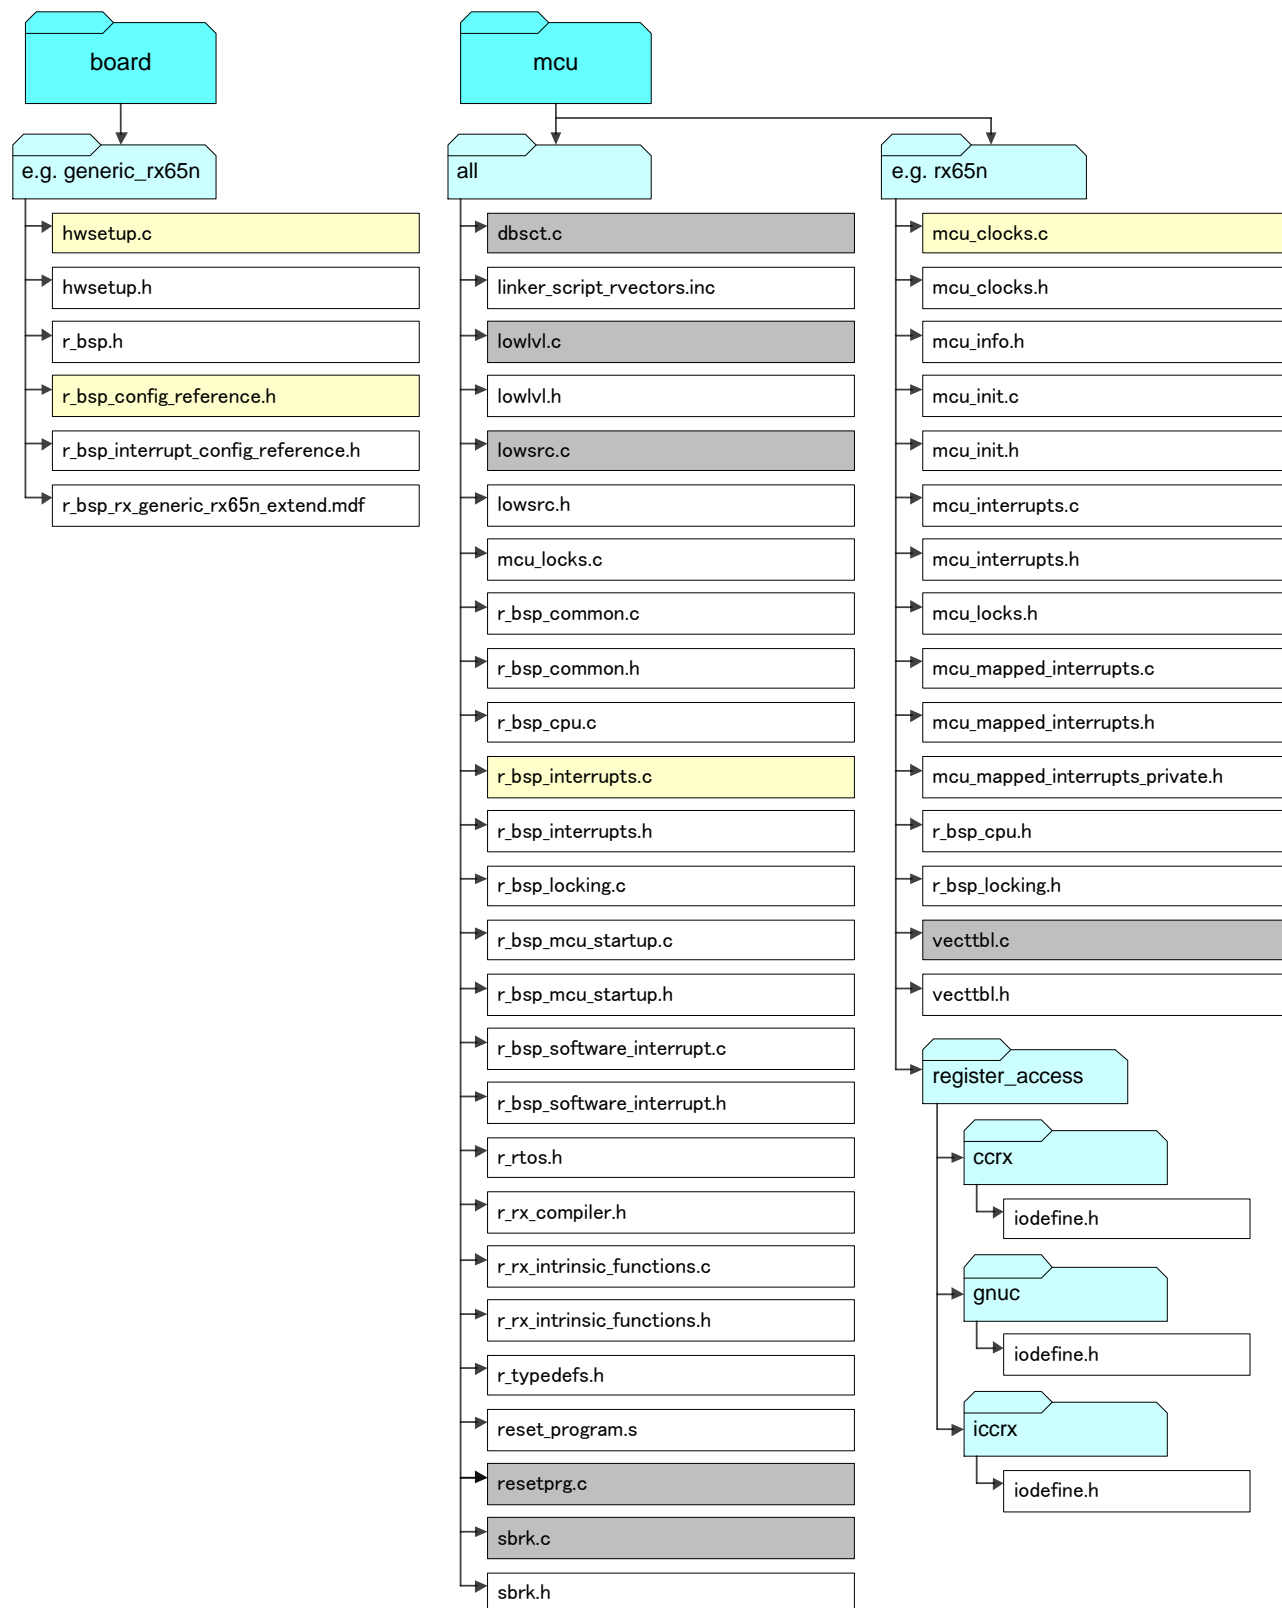 board
e.g. generic_rx65n
hwsetup.c
hwsetup.h
r_bsp.h
r_bsp_config_reference.h
r_bsp_interrupt_config_reference.h
r_bsp_rx_generic_rx65n_extend.mdf
mcu
all
dbsct.c
linker_script_rvectors.inc
lowlvl.c
lowlvl.h
lowsrc.c
lowsrc.h
mcu_locks.c
r_bsp_common.c
r_bsp_common.h
r_bsp_cpu.c
r_bsp_interrupts.c
r_bsp_interrupts.h
r_bsp_locking.c
r_bsp_mcu_startup.c
r_bsp_mcu_startup.h
r_bsp_software_interrupt.c
r_bsp_software_interrupt.h
r_rtos.h
r_rx_compiler.h
r_rx_intrinsic_functions.c
r_rx_intrinsic_functions.h
r_typedefs.h
reset_program.s
resetprg.c
sbrk.c
sbrk.h
e.g. rx65n
mcu_clocks.c
mcu_clocks.h
mcu_info.h
mcu_init.c
mcu_init.h
mcu_interrupts.c
mcu_interrupts.h
mcu_locks.h
mcu_mapped_interrupts.c
mcu_mapped_interrupts.h
mcu_mapped_interrupts_private.h
r_bsp_cpu.h
r_bsp_locking.h
vecttbl.c
vecttbl.h
register_access
ccrx
iodefine.h
gnuc
iodefine.h
iccrx
iodefine.h